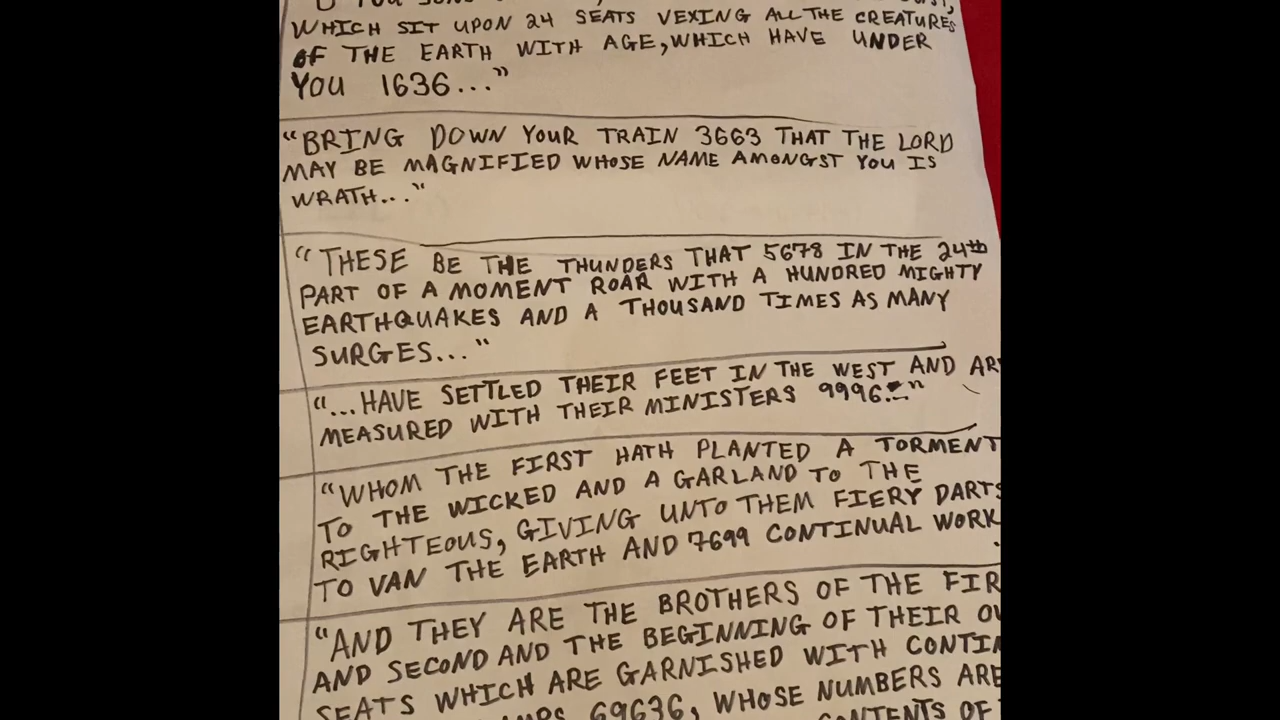 WHICH SIT UPON 24 SEATS VEXING ALL THE CREATURES
OF THE EARTH WITH AGE, WHICH HAVE UNDER
YOU 1636..."
"BRING DOWN YOUR TRAIN 3663 THAT THE LORD
MAY BE MAGNIFIED WHOSE NAME AMONGST YOU IS
WRATH..."
"THESE BE THE THUNDERS THAT 5678 IN THE 24th
PART OF A MOMENT ROAR WITH A HUNDRED MIGHTY
EARTHQUAKES AND A THOUSAND TIMES AS MANY
SURGES..."
"...HAVE SETTLED THEIR FEET IN THE WEST AND AR
MEASURED WITH THEIR MINISTERS 9996..."
"WHOM THE FIRST HATH PLANTED A TORMENT
TO THE WICKED AND A GARLAND TO THE
RIGHTEOUS, GIVING UNTO THEM FIERY DARTS
TO VAN THE EARTH AND 7699 CONTINUAL WORK
"AND THEY ARE THE BROTHERS OF THE FIR
AND SECOND AND THE BEGINNING OF THEIR OW
SEATS WHICH ARE GARNISHED WITH CONTIN
69636, WHOSE NUMBERS ARE
CONTENTS OF